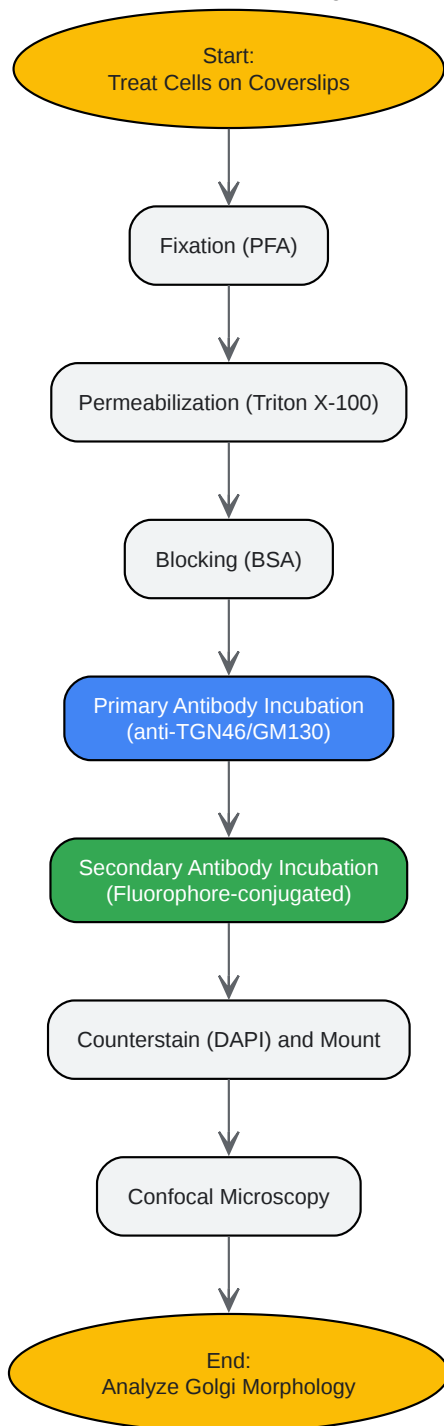 Start:
Treat Cells on Coverslips
Fixation (PFA)
Permeabilization (Triton X-100)
Blocking (BSA)
Primary Antibody Incubation
(anti-TGN46/GM130)
Secondary Antibody Incubation
(Fluorophore-conjugated)
Counterstain (DAPI) and Mount
Confocal Microscopy
End:
Analyze Golgi Morphology